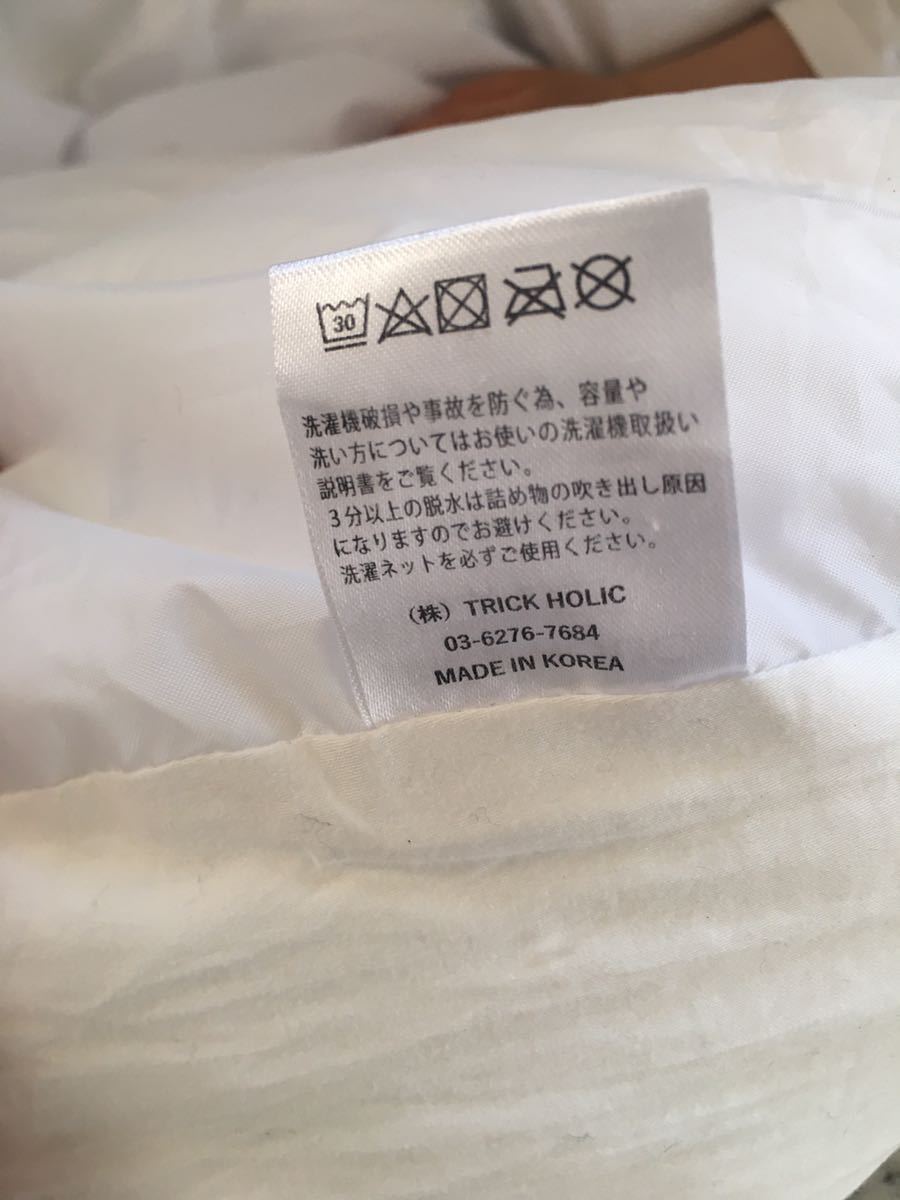 30
洗濯機破損や事故を防ぐ為、容量や
洗い方についてはお使いの洗濯機取扱い
説明書をご覧ください。
3分以上の脱水は詰め物の吹き出し原因
になりますのでお避けください。
洗濯ネットを必ずご使用ください。
（株）TRICK HOLIC
03-6276-7684
MADE IN KOREA